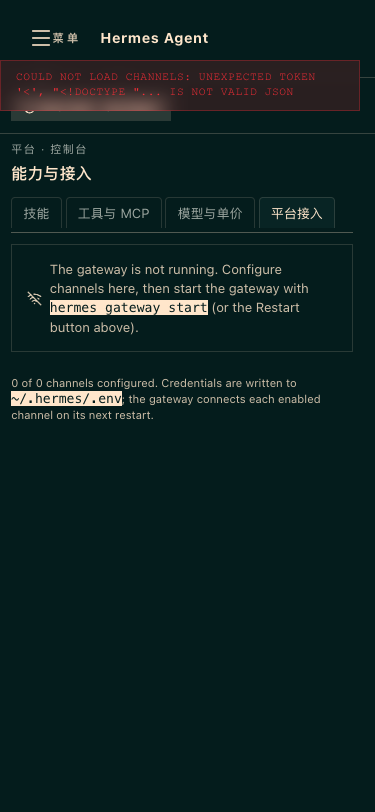 菜单 Hermes Agent
COULD NOT LOAD CHANNELS: UNEXPECTED TOKEN
'<', "<!DOCTYPE "... IS NOT VALID JSON
平台 · 控制台
能力与接入
技能 工具与 MCP 模型与单价 平台接入
The gateway is not running. Configure
channels here, then start the gateway with
hermes gateway start (or the Restart
button above).
0 of 0 channels configured. Credentials are written to
~/.hermes/.env; the gateway connects each enabled
channel on its next restart.